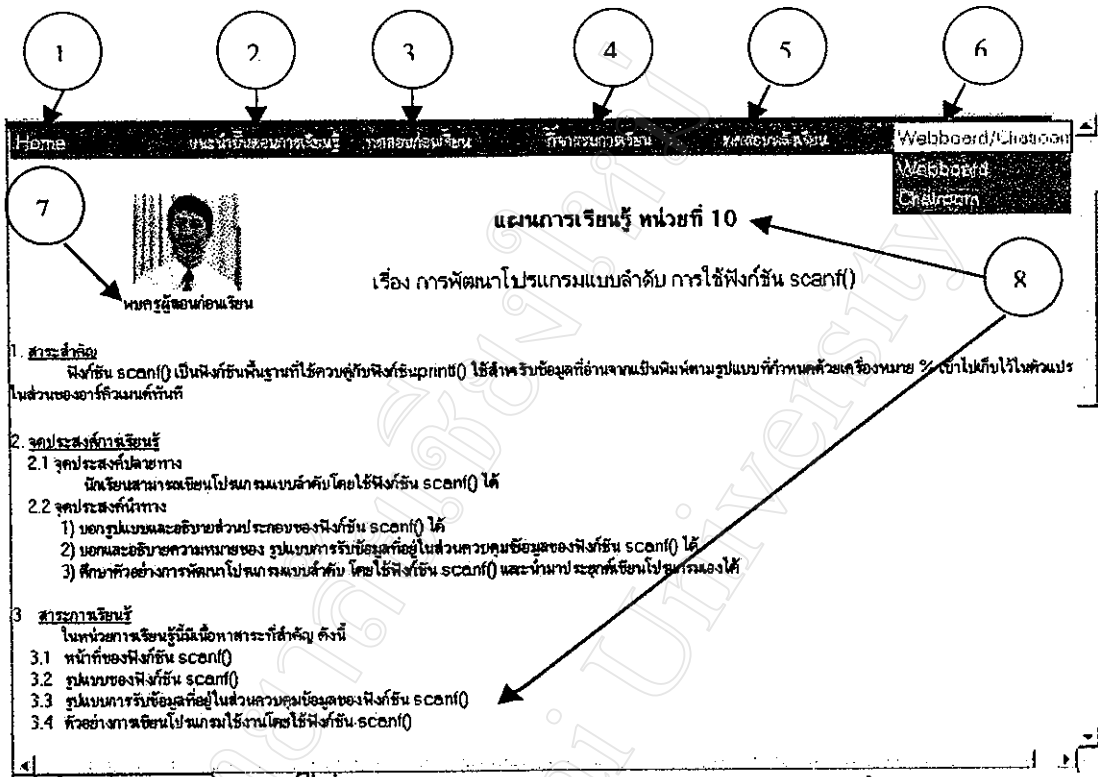 1 2 3 4 5 6
Home แนะนำขั้นตอนการเรียนรู้ ทดสอบก่อนเรียน กิจกรรมการเรียน ทดสอบหลังเรียน Webboard/Chatroom
Webboard
Chatroom
7
แผนการเรียนรู้ หน่วยที่ 10
8
เรื่อง การพัฒนาโปรแกรมแบบลำดับ การใช้ฟังก์ชัน scanf()
พบครูผู้สอนก่อนเรียน
1. สาระสำคัญ
ฟังก์ชัน scanf() เป็นฟังก์ชันพื้นฐานที่ใช้ควบคู่กับฟังก์ชันprintf() ใช้สำหรับข้อมูลที่อ่านจากแป้นพิมพ์ตามรูปแบบที่กำหนดด้วยเครื่องหมาย % เข้าไปเก็บไว้ในตัวแปร
ในส่วนของอาร์กิวเมนต์ทันที
2. จุดประสงค์การเรียนรู้
2.1 จุดประสงค์ปลายทาง
นักเรียนสามารถเขียนโปรแกรมแบบลำดับโดยใช้ฟังก์ชัน scanf() ได้
2.2 จุดประสงค์นำทาง
1) บอกรูปแบบและอธิบายส่วนประกอบของฟังก์ชัน scanf() ได้
2) บอกและอธิบายความหมายของ รูปแบบการรับข้อมูลที่อยู่ในส่วนควบคุมข้อมูลของฟังก์ชัน scanf() ได้
3) ศึกษาตัวอย่างการพัฒนาโปรแกรมแบบลำดับ โดยใช้ฟังก์ชัน scanf() และนำมาประยุกต์เขียนโปรแกรมเองได้
3 สาระการเรียนรู้
ในหน่วยการเรียนรู้นี้มีเนื้อหาสาระที่สำคัญ ดังนี้
3.1 หน้าที่ของฟังก์ชัน scanf()
3.2 รูปแบบของฟังก์ชัน scanf()
3.3 รูปแบบการรับข้อมูลที่อยู่ในส่วนควบคุมข้อมูลของฟังก์ชัน scanf()
3.4 ตัวอย่างการเขียนโปรแกรมใช้งานโดยใช้ฟังก์ชัน scanf()